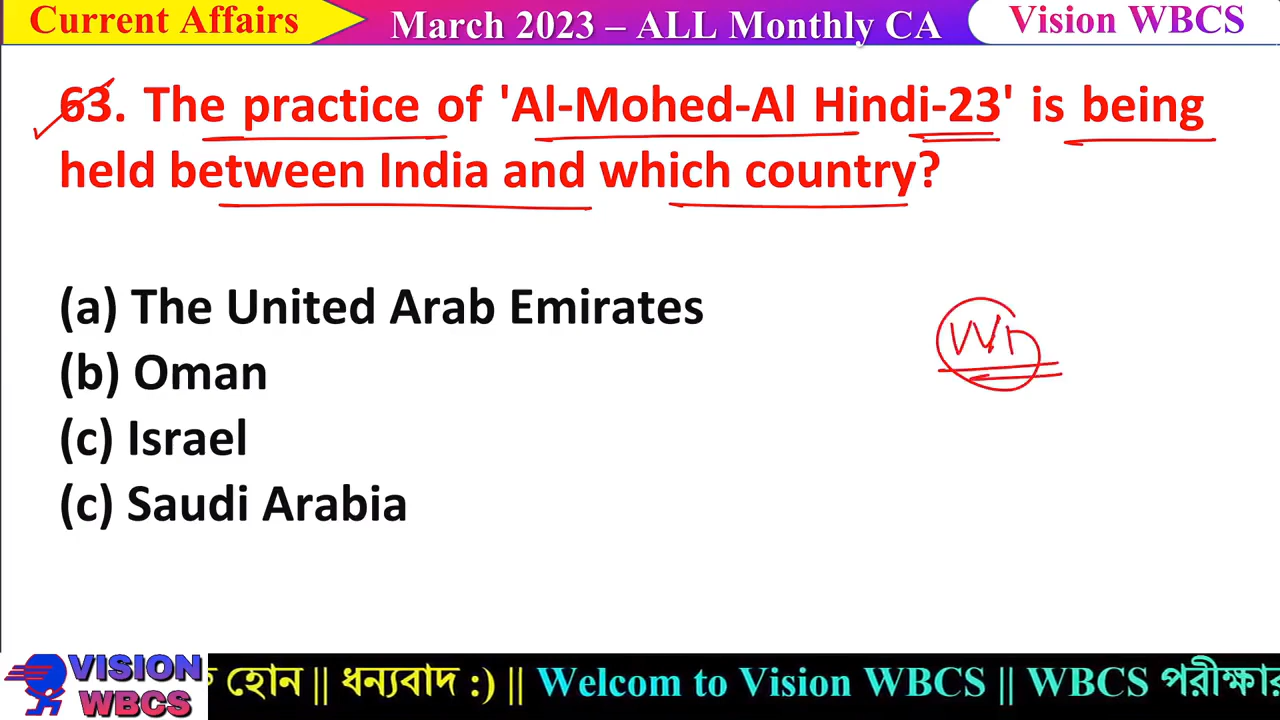 Current Affairs
March 2023 – ALL Monthly CA
Vision WBCS
63. The practice of 'Al-Mohed-Al Hindi-23' is being
held between India and which country?
(a) The United Arab Emirates
(b) Oman
(c) Israel
(c) Saudi Arabia
VISION
WBCS
হোন || ধন্যবাদ :) || Welcom to Vision WBCS || WBCS পরীক্ষার